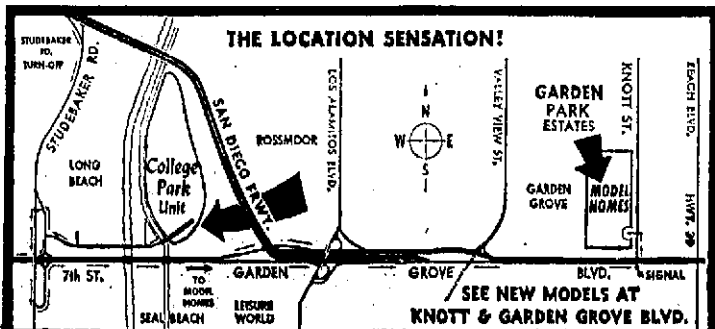 THE LOCATION SENSATION!
STUDEBAKER
RD.
TURN-OFF
STUDEBAKER RD.
LONG
BEACH
College
Park
Unit
SAN DIEGO FRWY.
ROSSMOOR
LOS ALAMITOS BLVD.
N
W E
S
VALLEY VIEW ST.
GARDEN
PARK
ESTATES
KNOTT ST.
BEACH BLVD.
HWY. 39
GARDEN
GROVE
MODEL
HOMES
7th ST.
TO
MODEL
HOMES
GARDEN GROVE BLVD.
SIGNAL
SEAL BEACH
LEISURE
WORLD
SEE NEW MODELS AT
KNOTT & GARDEN GROVE BLVD.